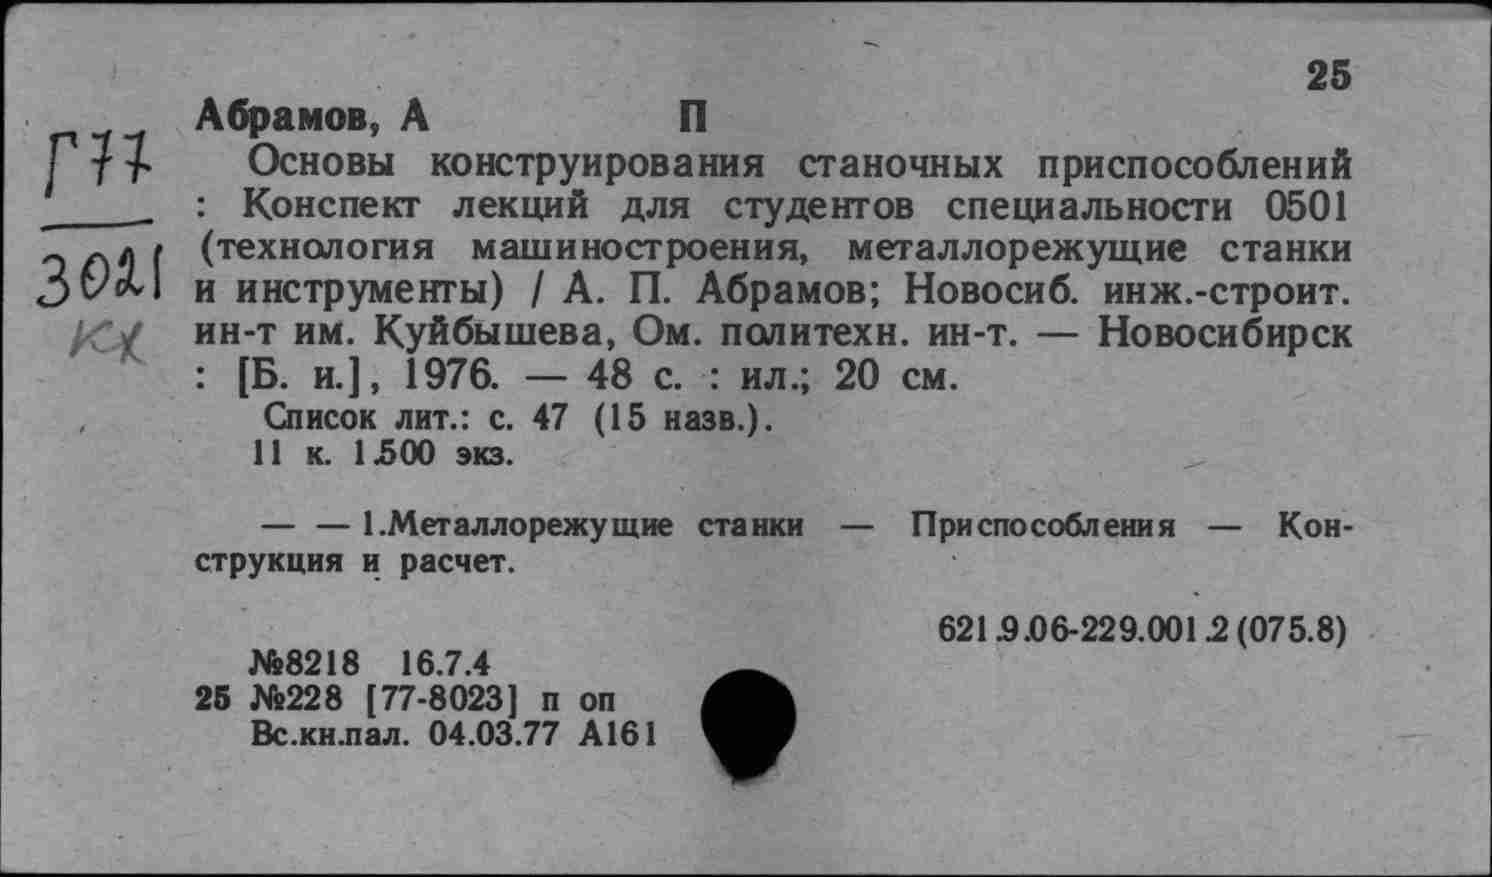 25
Абрамов, А П
Г77
Основы конструирования станочных приспособлений
: Конспект лекций для студентов специальности 0501
(технология машиностроения, металлорежущие станки
3021
и инструменты) / А. П. Абрамов; Новосиб. инж.-строит.
кх
ин-т им. Куйбышева, Ом. политехн. ин-т. — Новосибирск
: [Б. и.], 1976. — 48 с. : ил.; 20 см.
Список лит.: с. 47 (15 назв.).
11 к. 1500 экз.
— — 1.Металлорежущие станки — Приспособления — Кон-
струкция и расчет.
621.9.06-229.001.2(075.8)
№8218 16.7.4
25 №228 [77-8023] п оп
Вс.кн.пал. 04.03.77 А161